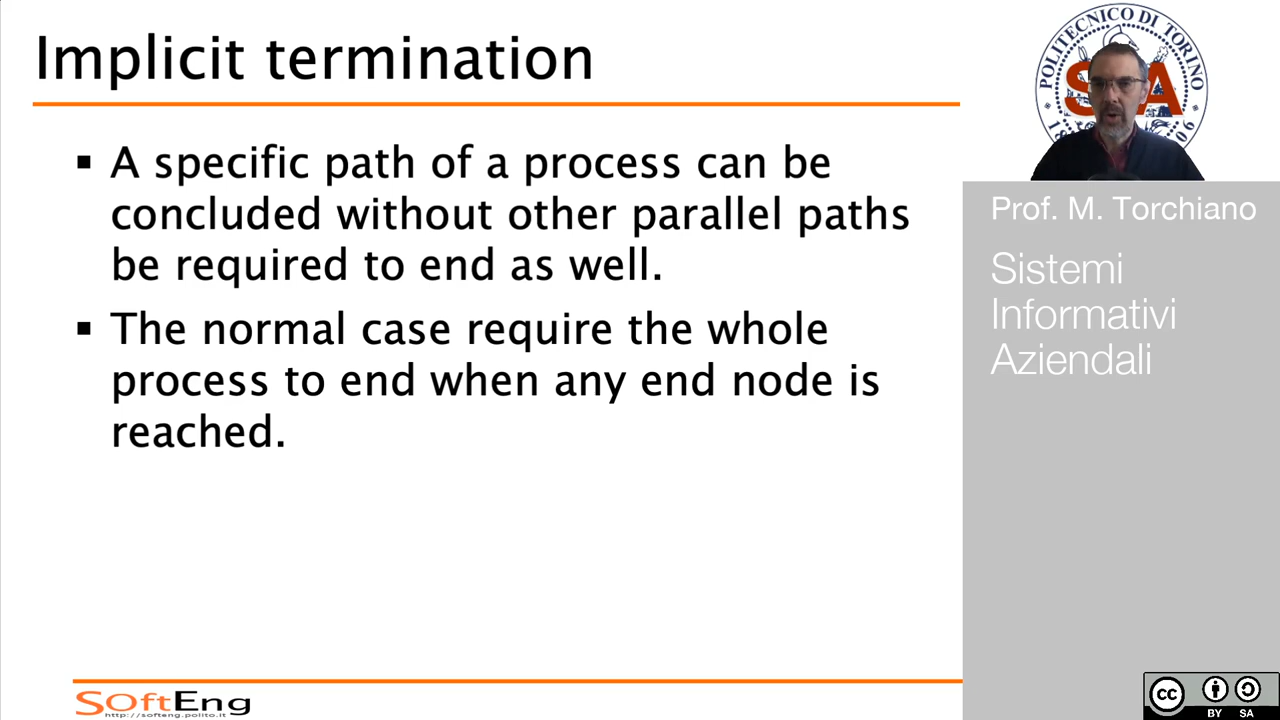 Implicit termination
▪ A specific path of a process can be
concluded without other parallel paths
be required to end as well.
▪ The normal case require the whole
process to end when any end node is
reached.
POLITECNICO DI TORINO
Prof. M. Torchiano
Sistemi
Informativi
Aziendali
SOftEng
http://softeng.polito.it
cc
BY SA